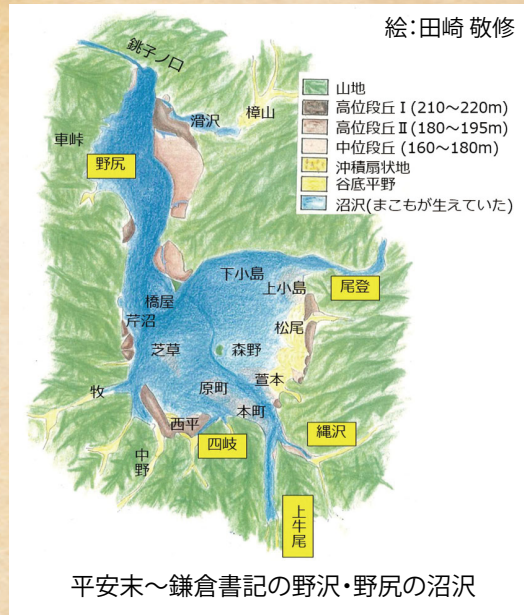 絵:田崎 敬修
銚子ノ口
山地
高位段丘Ⅰ(210～220m)
高位段丘Ⅱ(180～195m)
中位段丘(160～180m)
沖積扇状地
谷底平野
沼沢(まこもが生えていた)
樟山
滑沢
車峠
野尻
下小島
上小島
尾登
橋屋
芹沼
松尾
芝草
森野
萱本
原町
牧
本町
西平
四岐
縄沢
中野
上牛尾
平安末～鎌倉書記の野沢・野尻の沼沢